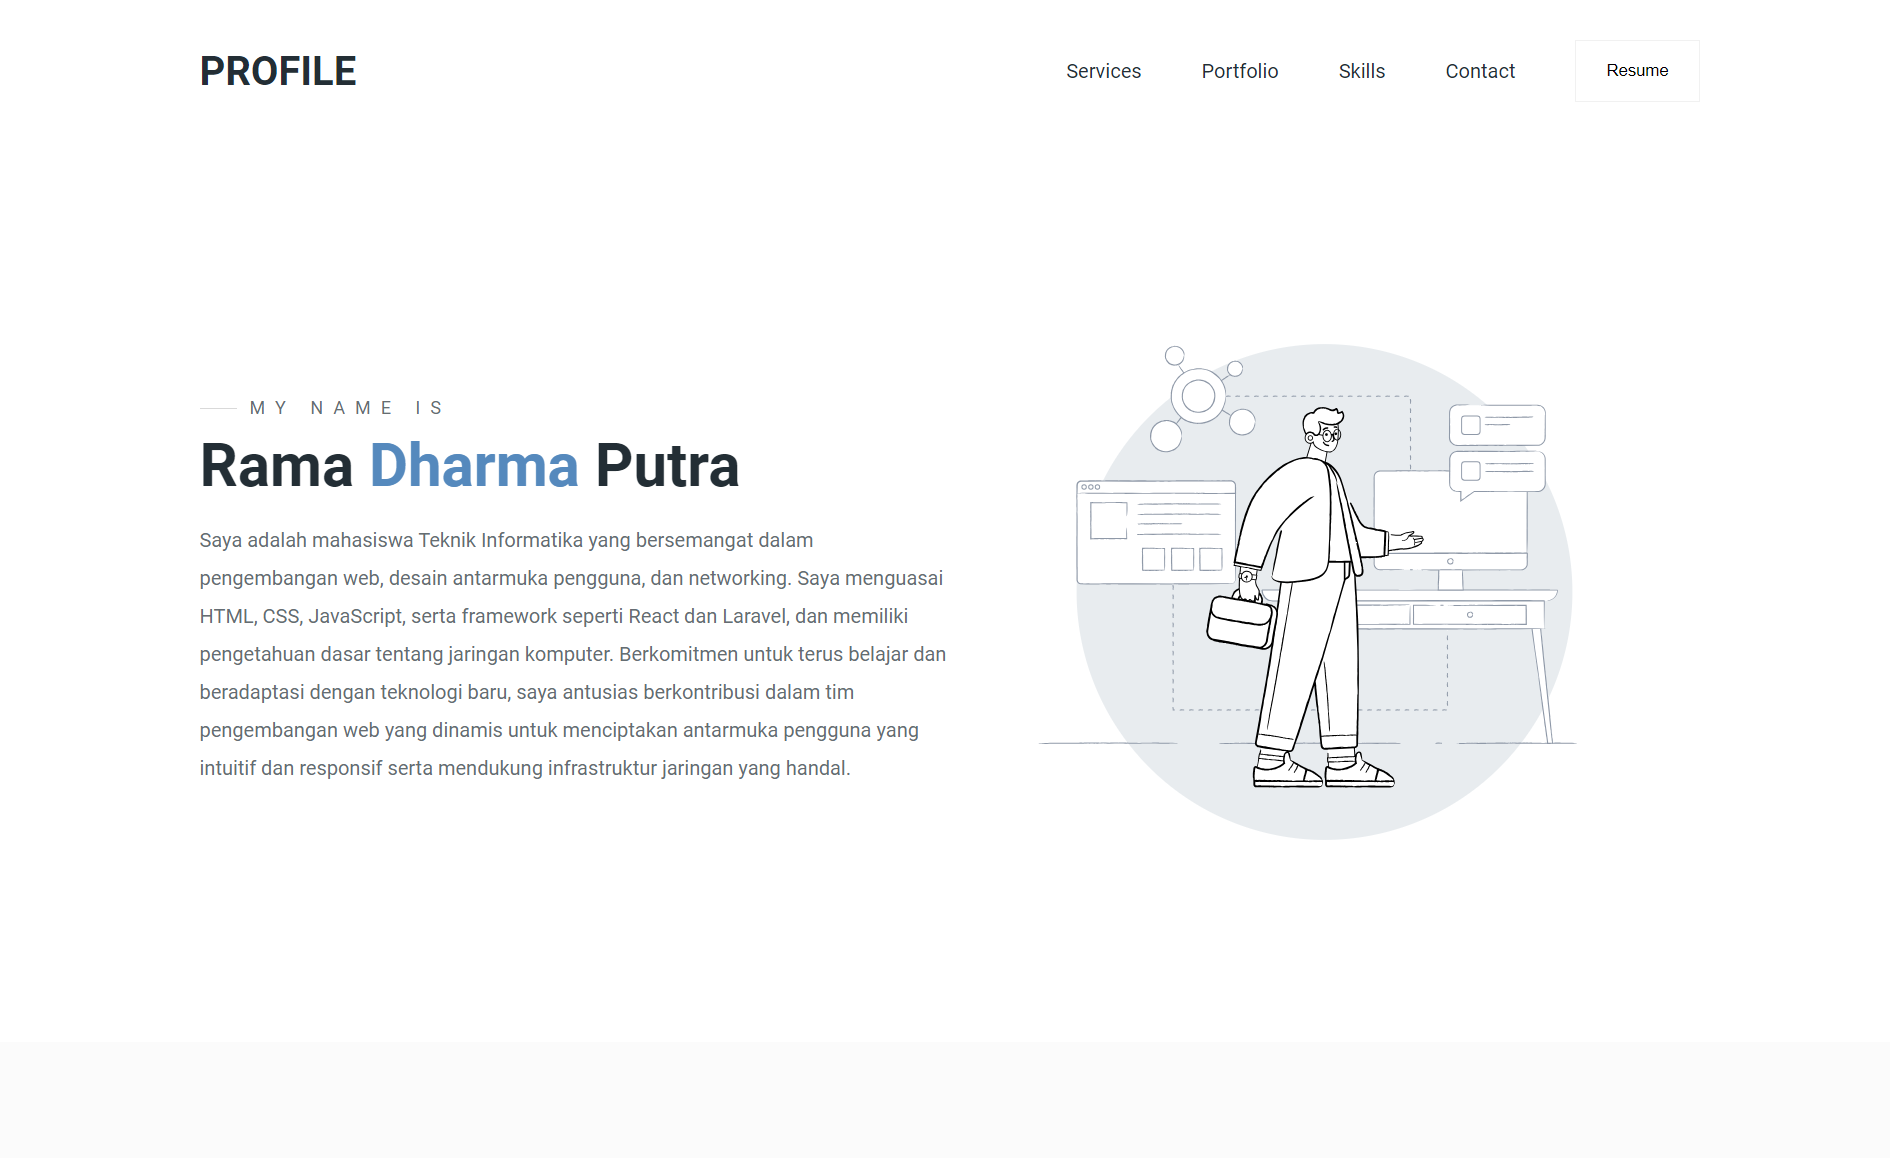 PROFILE
Services
Portfolio
Skills
Contact
Resume
MY NAME IS
Rama Dharma Putra
Saya adalah mahasiswa Teknik Informatika yang bersemangat dalam
pengembangan web, desain antarmuka pengguna, dan networking. Saya menguasai
HTML, CSS, JavaScript, serta framework seperti React dan Laravel, dan memiliki
pengetahuan dasar tentang jaringan komputer. Berkomitmen untuk terus belajar dan
beradaptasi dengan teknologi baru, saya antusias berkontribusi dalam tim
pengembangan web yang dinamis untuk menciptakan antarmuka pengguna yang
intuitif dan responsif serta mendukung infrastruktur jaringan yang handal.